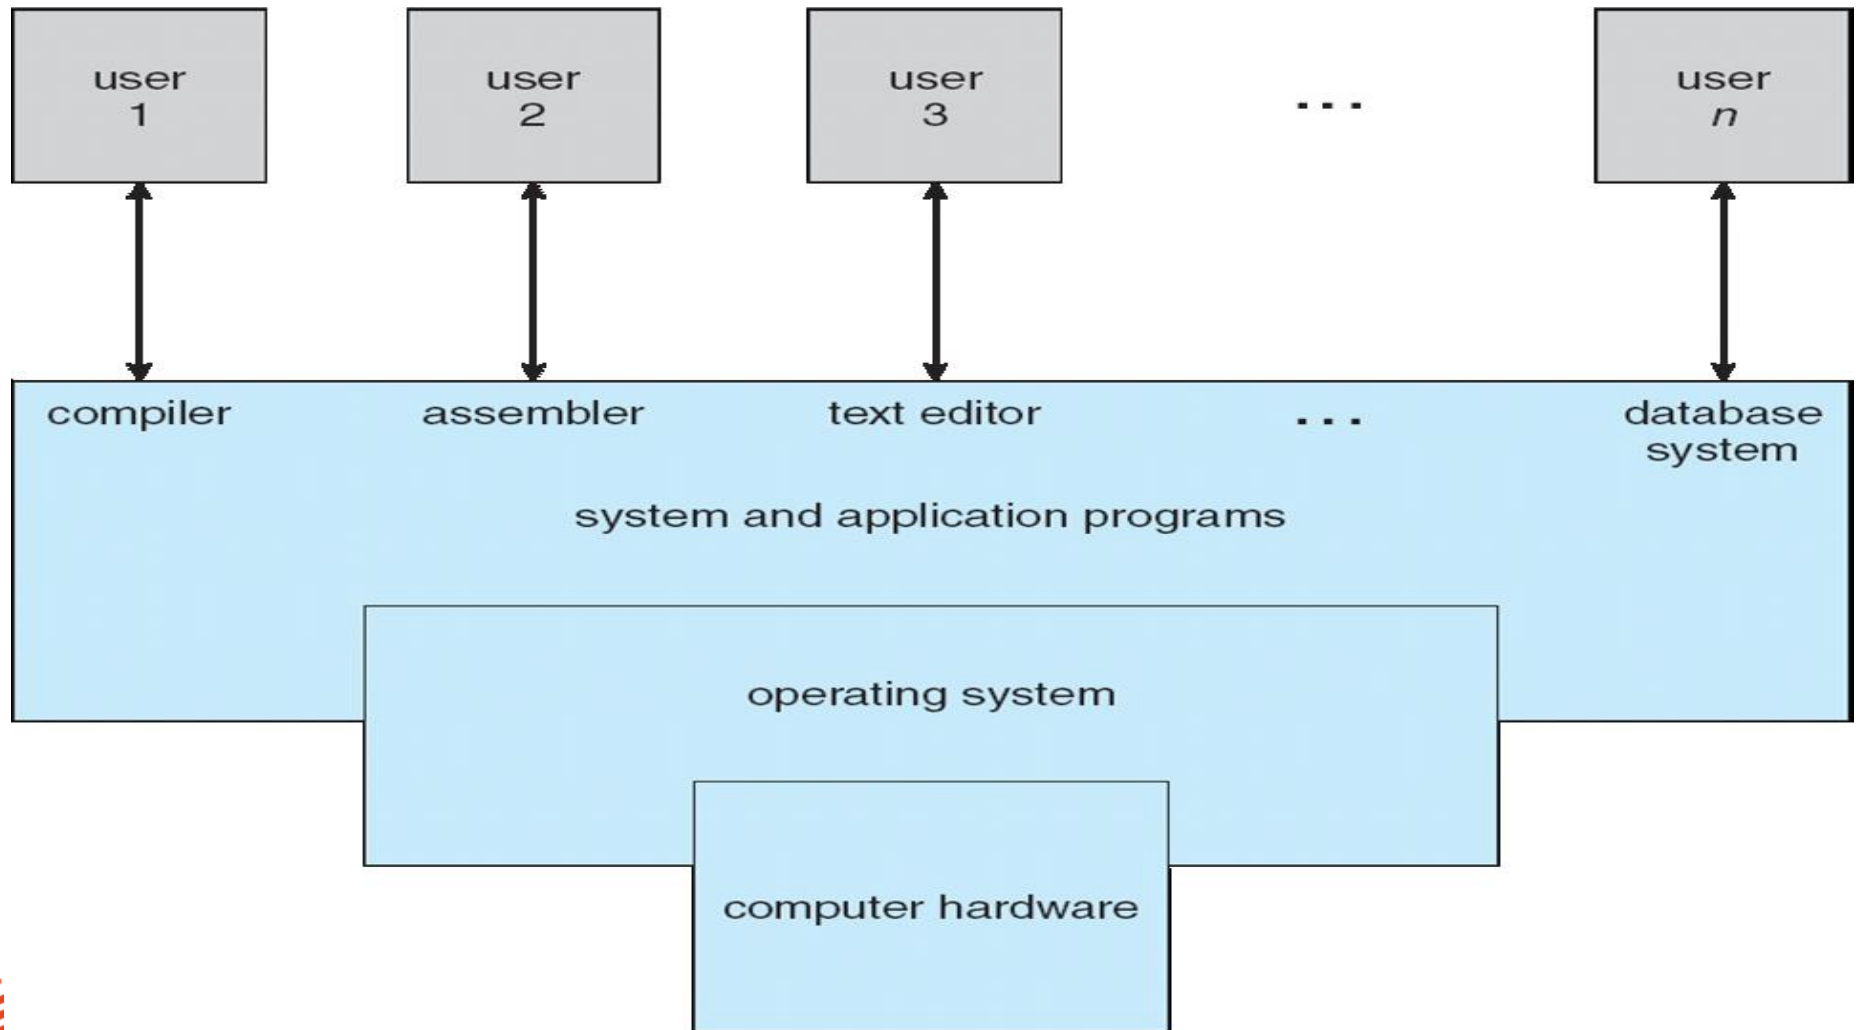 user
1
user
2
user
3
...
user
n
compiler
assembler
text editor
...
database
system
system and application programs
operating system
computer hardware